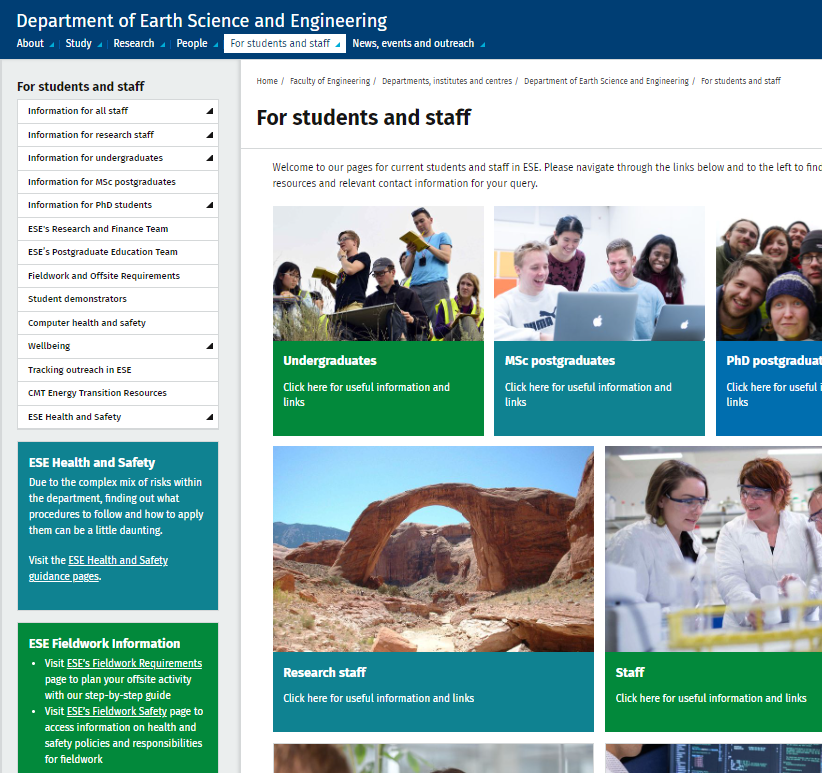 Department of Earth Science and Engineering
About Study Research People For students and staff News, events and outreach
For students and staff
Information for all staff
Information for research staff
Information for undergraduates
Information for MSc postgraduates
Information for PhD students
ESE's Research and Finance Team
ESE's Postgraduate Education Team
Fieldwork and Offsite Requirements
Student demonstrators
Computer health and safety
Wellbeing
Tracking outreach in ESE
CMT Energy Transition Resources
ESE Health and Safety
ESE Health and Safety
Due to the complex mix of risks within
the department, finding out what
procedures to follow and how to apply
them can be a little daunting.
Visit the ESE Health and Safety
guidance pages.
ESE Fieldwork Information
• Visit ESE's Fieldwork Requirements
page to plan your offsite activity
with our step-by-step guide
• Visit ESE's Fieldwork Safety page to
access information on health and
safety policies and responsibilities
for fieldwork
Home / Faculty of Engineering / Departments, institutes and centres / Department of Earth Science and Engineering / For students and staff
For students and staff
Welcome to our pages for current students and staff in ESE. Please navigate through the links below and to the left to find
resources and relevant contact information for your query.
Undergraduates
Click here for useful information and
links
MSc postgraduates
Click here for useful information and
links
PhD postgraduat
Click here for useful i
links
Research staff
Click here for useful information and links
Staff
Click here for useful information and links